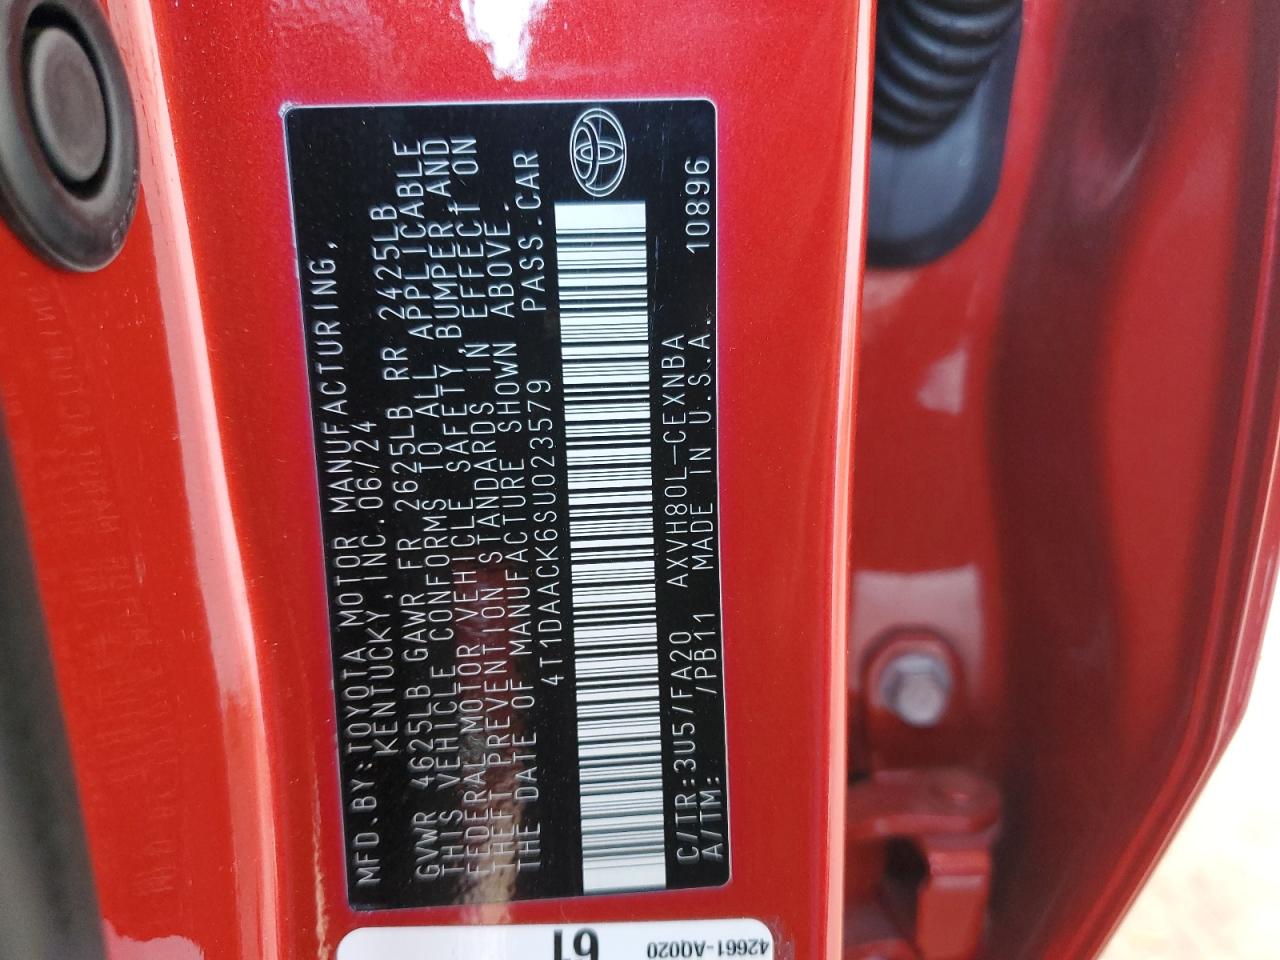 MFD.BY:TOYOTA MOTOR MANUFACTURING,
KENTUCKY,INC.06/24
GVWR 4625LB GAWR FR 2625LB RR 2425LB
THIS VEHICLE CONFORMS TO ALL APPLICABLE
FEDERAL MOTOR VEHICLE SAFETY,BUMPER,AND
THEFT PREVENTION STANDARDS IN EFFECT ON
THE DATE OF MANUFACTURE SHOWN ABOVE.
4T1DAACK6SU023579 PASS.CAR
C/TR:3U5/FA20 AXVH80L-CEXNBA 10896
A/TM: /PB11 MADE IN U.S.A.
42661-AQ020